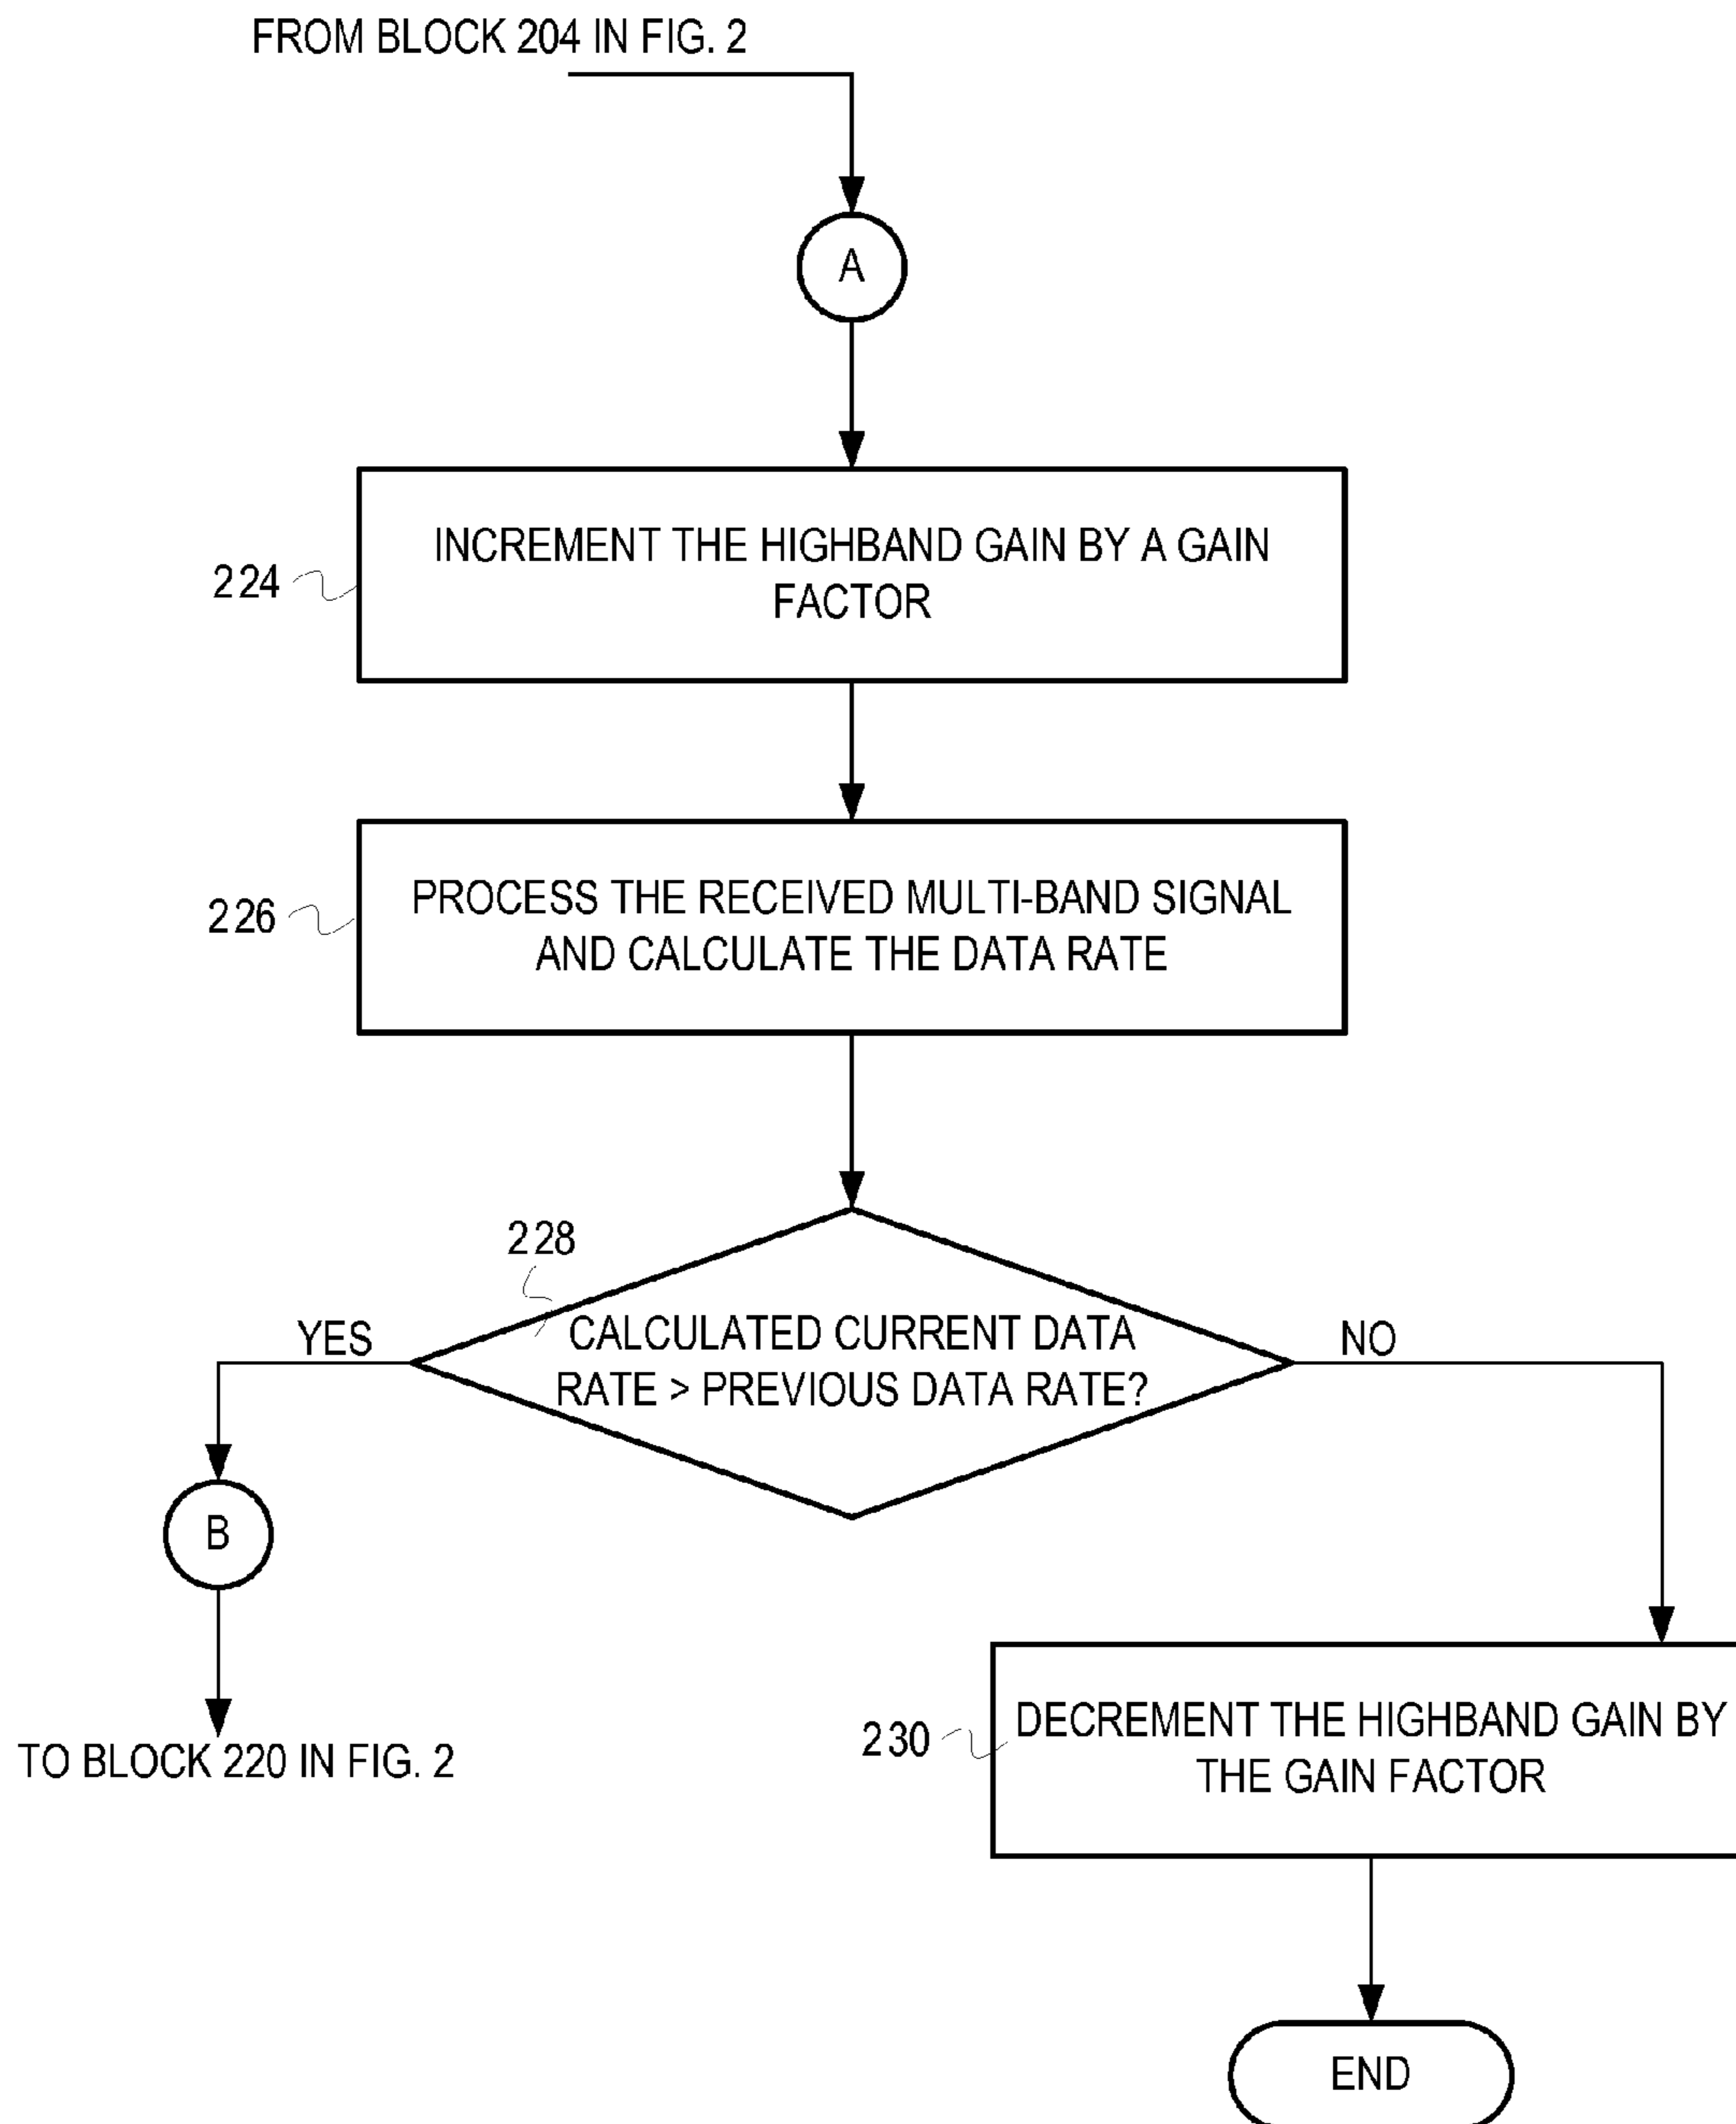 FROM BLOCK 204 IN FIG. 2
A
224
INCREMENT THE HIGHBAND GAIN BY A GAIN
FACTOR
226
PROCESS THE RECEIVED MULTI-BAND SIGNAL
AND CALCULATE THE DATA RATE
228
YES
CALCULATED CURRENT DATA
RATE > PREVIOUS DATA RATE?
NO
B
TO BLOCK 220 IN FIG. 2
230
DECREMENT THE HIGHBAND GAIN BY
THE GAIN FACTOR
END